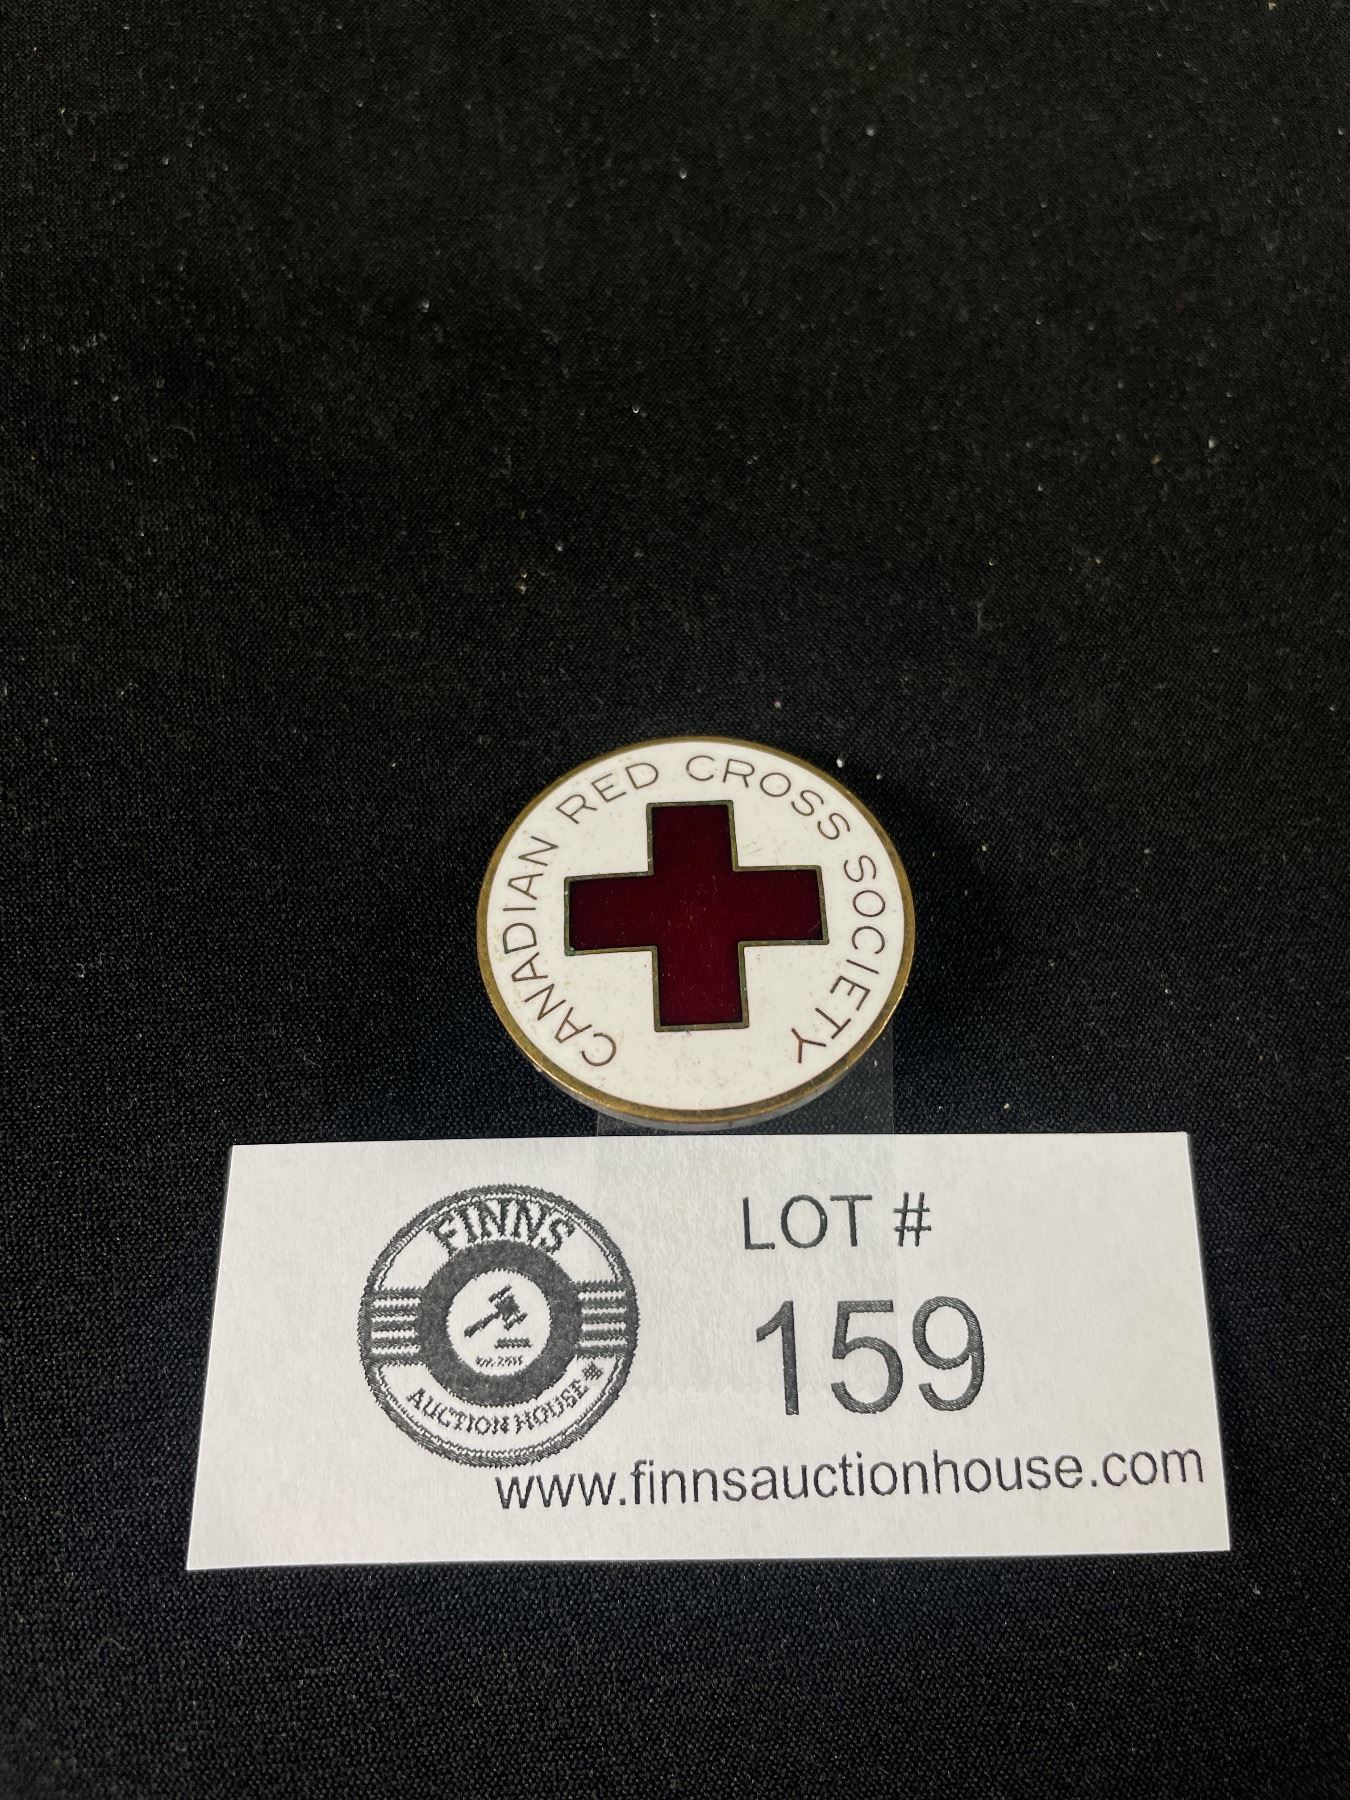 CANADIAN RED CROSS SOCIETY
FINNS
AUCTION HOUSE
LOT #
159
www.finnsauctionhouse.com